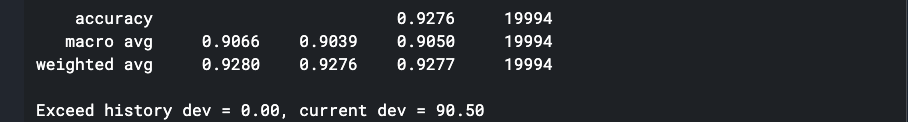 accuracy 0.9276 19994
macro avg 0.9066 0.9039 0.9050 19994
weighted avg 0.9280 0.9276 0.9277 19994
Exceed history dev = 0.00, current dev = 90.50